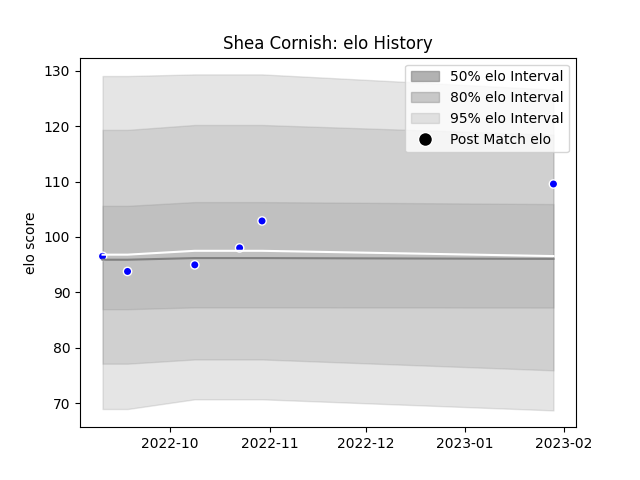 Shea Cornish: elo History
130
120
110
100
90
80
70
elo score
50% elo Interval
80% elo Interval
95% elo Interval
Post Match elo
2022-10
2022-11
2022-12
2023-01
2023-02